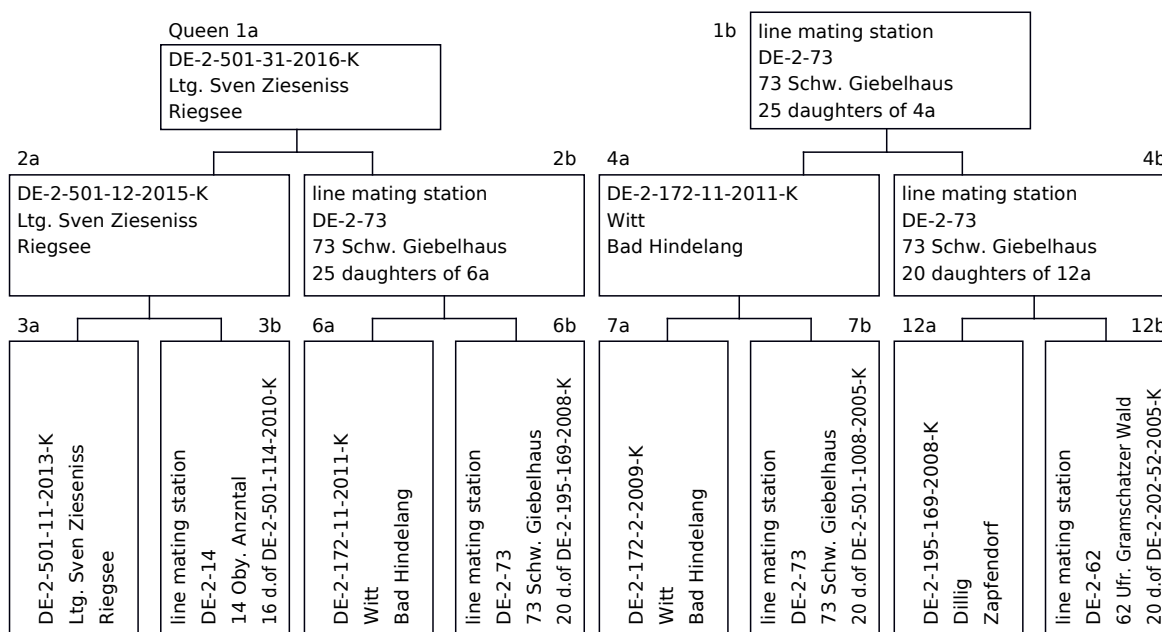 Queen 1a
DE-2-501-31-2016-K
Ltg. Sven Zieseniss
Riegsee
1b
line mating station
DE-2-73
73 Schw. Giebelhaus
25 daughters of 4a
2a
DE-2-501-12-2015-K
Ltg. Sven Zieseniss
Riegsee
2b
line mating station
DE-2-73
73 Schw. Giebelhaus
25 daughters of 6a
4a
DE-2-172-11-2011-K
Witt
Bad Hindelang
4b
line mating station
DE-2-73
73 Schw. Giebelhaus
20 daughters of 12a
3a
DE-2-501-11-2013-K
Ltg. Sven Zieseniss
Riegsee
3b
line mating station
DE-2-14
14 Oby. Anzntal
16 d.of DE-2-501-114-2010-K
6a
DE-2-172-11-2011-K
Witt
Bad Hindelang
6b
line mating station
DE-2-73
73 Schw. Giebelhaus
20 d.of DE-2-195-169-2008-K
7a
DE-2-172-2-2009-K
Witt
Bad Hindelang
7b
line mating station
DE-2-73
73 Schw. Giebelhaus
20 d.of DE-2-501-1008-2005-K
12a
DE-2-195-169-2008-K
Dillig
Zapfendorf
12b
line mating station
DE-2-62
62 Ufr. Gramschatzer Wald
20 d.of DE-2-202-52-2005-K